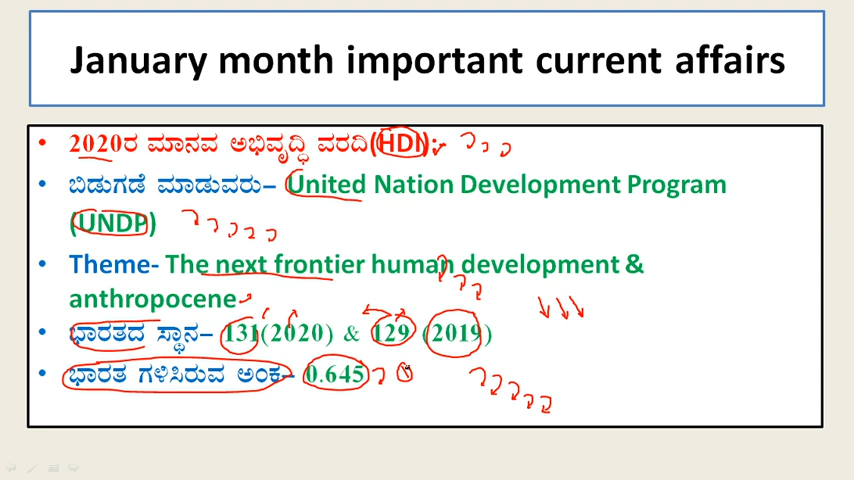 January month important current affairs
• 2020ರ ಮಾನವ ಅಭಿವೃದ್ಧಿ ವರದಿ(HDI):
• ಬಿಡುಗಡೆ ಮಾಡುವರು– United Nation Development Program
(UNDP)
• Theme- The next frontier human development &
anthropocene
• ಭಾರತದ ಸ್ಥಾನ– 131(2020) & 129 (2019)
• ಭಾರತ ಗಳಿಸಿರುವ ಅಂಕ– 0.645